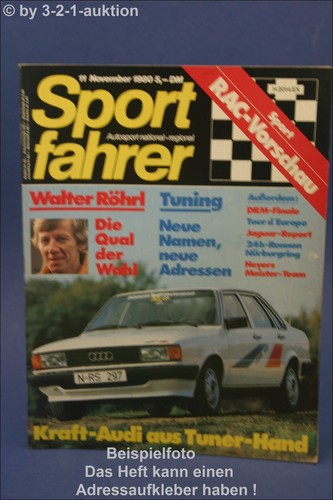 © by 3-2-1-auktion
11 November 1980 5,– DM
Sport
fahrer
Autosport national · regional
Sport
RAC-Vorschau
Walter Röhrl
Die
Qual
der
Wahl
Tuning
Neue
Namen,
neue
Adressen
Außerdem:
DRM-Finale
Tour d'Europe
Jaguar-Report
24h-Rennen
Nürburgring
Heyers
Meister-Team
N-RS 297
Kraft-Audi aus Tuner-Hand
Beispielfoto
Das Heft kann einen
Adressaufkleber haben !